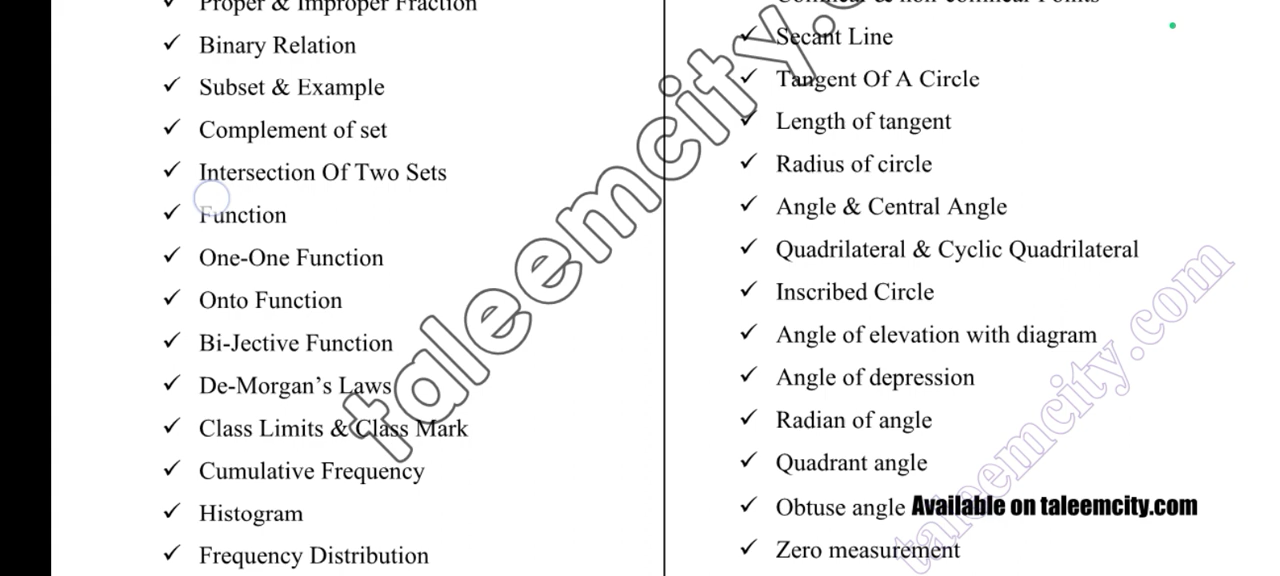 Proper & Improper Fraction
Binary Relation
Subset & Example
Complement of set
Intersection Of Two Sets
Function
One-One Function
Onto Function
Bi-Jective Function
De-Morgan's Laws
Class Limits & Class Mark
Cumulative Frequency
Histogram
Frequency Distribution
Secant Line
Tangent Of A Circle
Length of tangent
Radius of circle
Angle & Central Angle
Quadrilateral & Cyclic Quadrilateral
Inscribed Circle
Angle of elevation with diagram
Angle of depression
Radian of angle
Quadrant angle
Obtuse angle Available on taleemcity.com
Zero measurement
taleemcity.
taleemcity.com